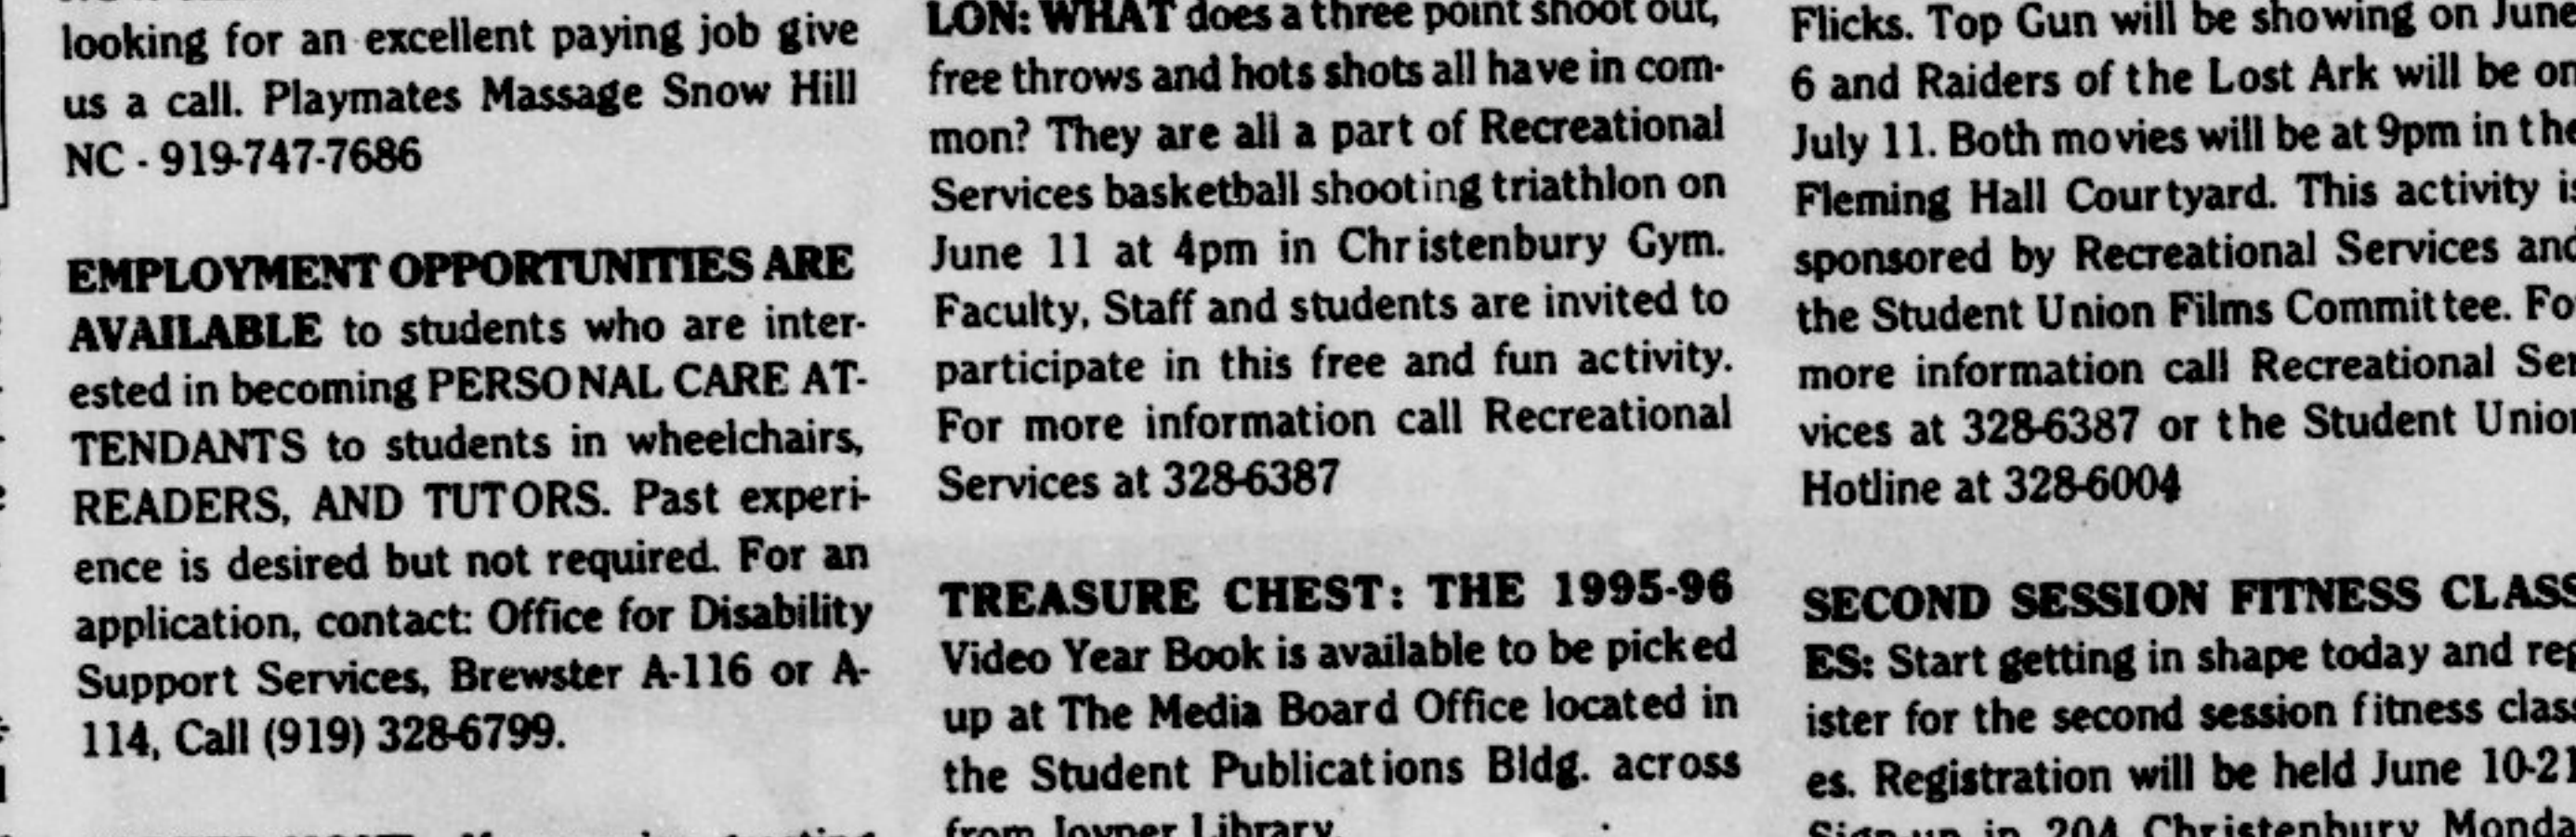 looking for an excellent paying job give
us a call. Playmates Massage Snow Hill
NC - 919-747-7686
EMPLOYMENT OPPORTUNITIES ARE
AVAILABLE to students who are inter-
ested in becoming PERSONAL CARE AT-
TENDANTS to students in wheelchairs,
READERS, AND TUTORS. Past experi-
ence is desired but not required. For an
application, contact: Office for Disability
Support Services, Brewster A-116 or A-
114, Call (919) 328-6799.
LON: WHAT does a three point shoot out,
free throws and hots shots all have in com-
mon? They are all a part of Recreational
Services basketball shooting triathlon on
June 11 at 4pm in Christenbury Gym.
Faculty, Staff and students are invited to
participate in this free and fun activity.
For more information call Recreational
Services at 328-6387
TREASURE CHEST: THE 1995-96
Video Year Book is available to be picked
up at The Media Board Office located in
the Student Publications Bldg. across
from Joyner Library.
Flicks. Top Gun will be showing on June
6 and Raiders of the Lost Ark will be on
July 11. Both movies will be at 9pm in the
Fleming Hall Courtyard. This activity is
sponsored by Recreational Services and
the Student Union Films Committee. Fo
more information call Recreational Ser
vices at 328-6387 or the Student Union
Hotline at 328-6004
SECOND SESSION FITNESS CLASS
ES: Start getting in shape today and reg
ister for the second session fitness class
es. Registration will be held June 10-21
Sign-up in 204 Christenbury Monda